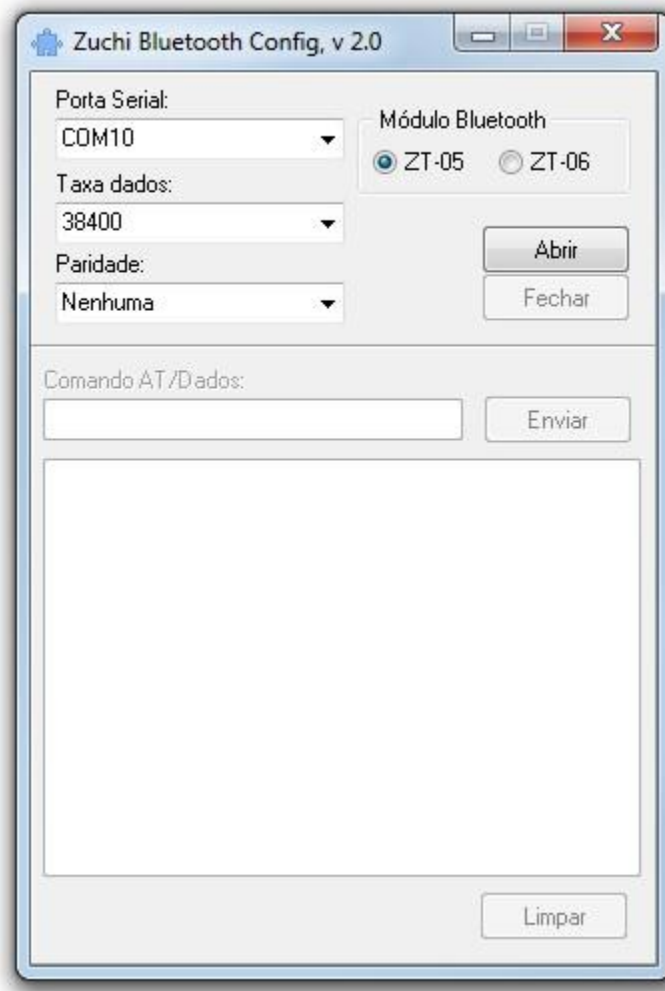 Zuchi Bluetooth Config, v 2.0
Porta Serial:
COM10
Módulo Bluetooth
ZT-05 ZT-06
Taxa dados:
38400
Abrir
Paridade:
Nenhuma
Fechar
Comando AT/Dados:
Enviar
Limpar